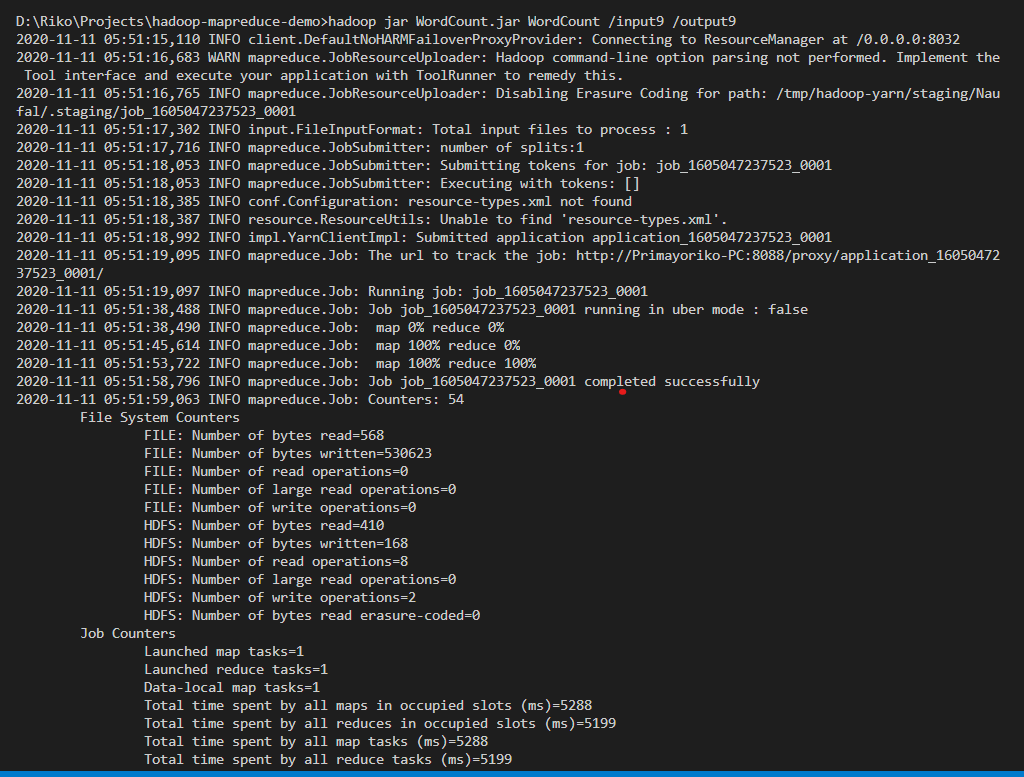 D:\Riko\Projects\hadoop-mapreduce-demo>hadoop jar WordCount.jar WordCount /input9 /output9
2020-11-11 05:51:15,110 INFO client.DefaultNoHARMFailoverProxyProvider: Connecting to ResourceManager at /0.0.0.0:8032
2020-11-11 05:51:16,683 WARN mapreduce.JobResourceUploader: Hadoop command-line option parsing not performed. Implement the
 Tool interface and execute your application with ToolRunner to remedy this.
2020-11-11 05:51:16,765 INFO mapreduce.JobResourceUploader: Disabling Erasure Coding for path: /tmp/hadoop-yarn/staging/Nau
fal/.staging/job_1605047237523_0001
2020-11-11 05:51:17,302 INFO input.FileInputFormat: Total input files to process : 1
2020-11-11 05:51:17,716 INFO mapreduce.JobSubmitter: number of splits:1
2020-11-11 05:51:18,053 INFO mapreduce.JobSubmitter: Submitting tokens for job: job_1605047237523_0001
2020-11-11 05:51:18,053 INFO mapreduce.JobSubmitter: Executing with tokens: []
2020-11-11 05:51:18,385 INFO conf.Configuration: resource-types.xml not found
2020-11-11 05:51:18,387 INFO resource.ResourceUtils: Unable to find 'resource-types.xml'.
2020-11-11 05:51:18,992 INFO impl.YarnClientImpl: Submitted application application_1605047237523_0001
2020-11-11 05:51:19,095 INFO mapreduce.Job: The url to track the job: http://Primayoriko-PC:8088/proxy/application_16050472
37523_0001/
2020-11-11 05:51:19,097 INFO mapreduce.Job: Running job: job_1605047237523_0001
2020-11-11 05:51:38,488 INFO mapreduce.Job: Job job_1605047237523_0001 running in uber mode : false
2020-11-11 05:51:38,490 INFO mapreduce.Job:  map 0% reduce 0%
2020-11-11 05:51:45,614 INFO mapreduce.Job:  map 100% reduce 0%
2020-11-11 05:51:53,722 INFO mapreduce.Job:  map 100% reduce 100%
2020-11-11 05:51:58,796 INFO mapreduce.Job: Job job_1605047237523_0001 completed successfully
2020-11-11 05:51:59,063 INFO mapreduce.Job: Counters: 54
File System Counters
FILE: Number of bytes read=568
FILE: Number of bytes written=530623
FILE: Number of read operations=0
FILE: Number of large read operations=0
FILE: Number of write operations=0
HDFS: Number of bytes read=410
HDFS: Number of bytes written=168
HDFS: Number of read operations=8
HDFS: Number of large read operations=0
HDFS: Number of write operations=2
HDFS: Number of bytes read erasure-coded=0
Job Counters
Launched map tasks=1
Launched reduce tasks=1
Data-local map tasks=1
Total time spent by all maps in occupied slots (ms)=5288
Total time spent by all reduces in occupied slots (ms)=5199
Total time spent by all map tasks (ms)=5288
Total time spent by all reduce tasks (ms)=5199